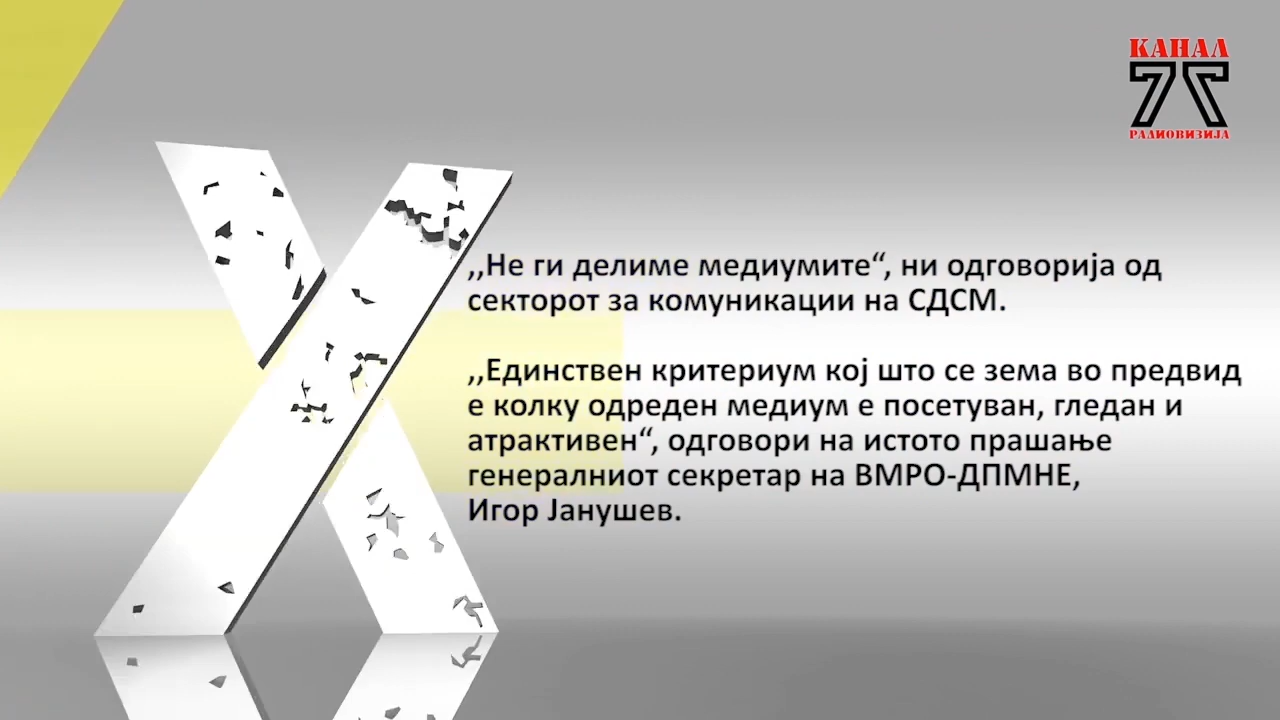 КАНАЛ
77
РАДИОВИЗИЈА
,,Не ги делиме медиумите“, ни одговорија од
секторот за комуникации на СДСМ.
,,Единствен критериум кој што се зема во предвид
е колку одреден медиум е посетуван, гледан и
атрактивен“, одговори на истото прашање
генералниот секретар на ВМРО-ДПМНЕ,
Игор Јанушев.